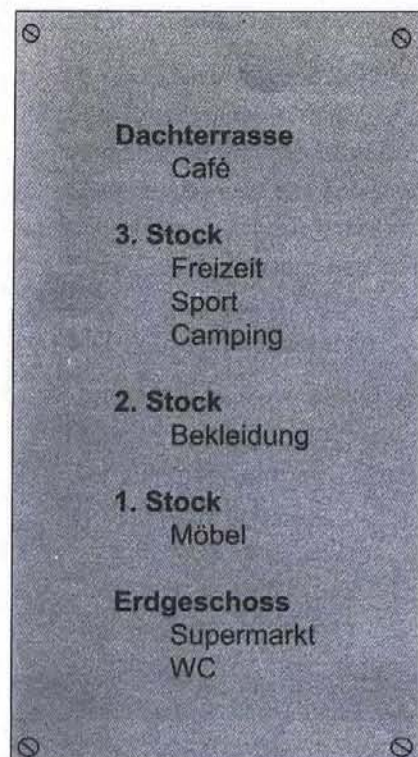 Dachterrasse
Café
3. Stock
Freizeit
Sport
Camping
2. Stock
Bekleidung
1. Stock
Möbel
Erdgeschoss
Supermarkt
WC